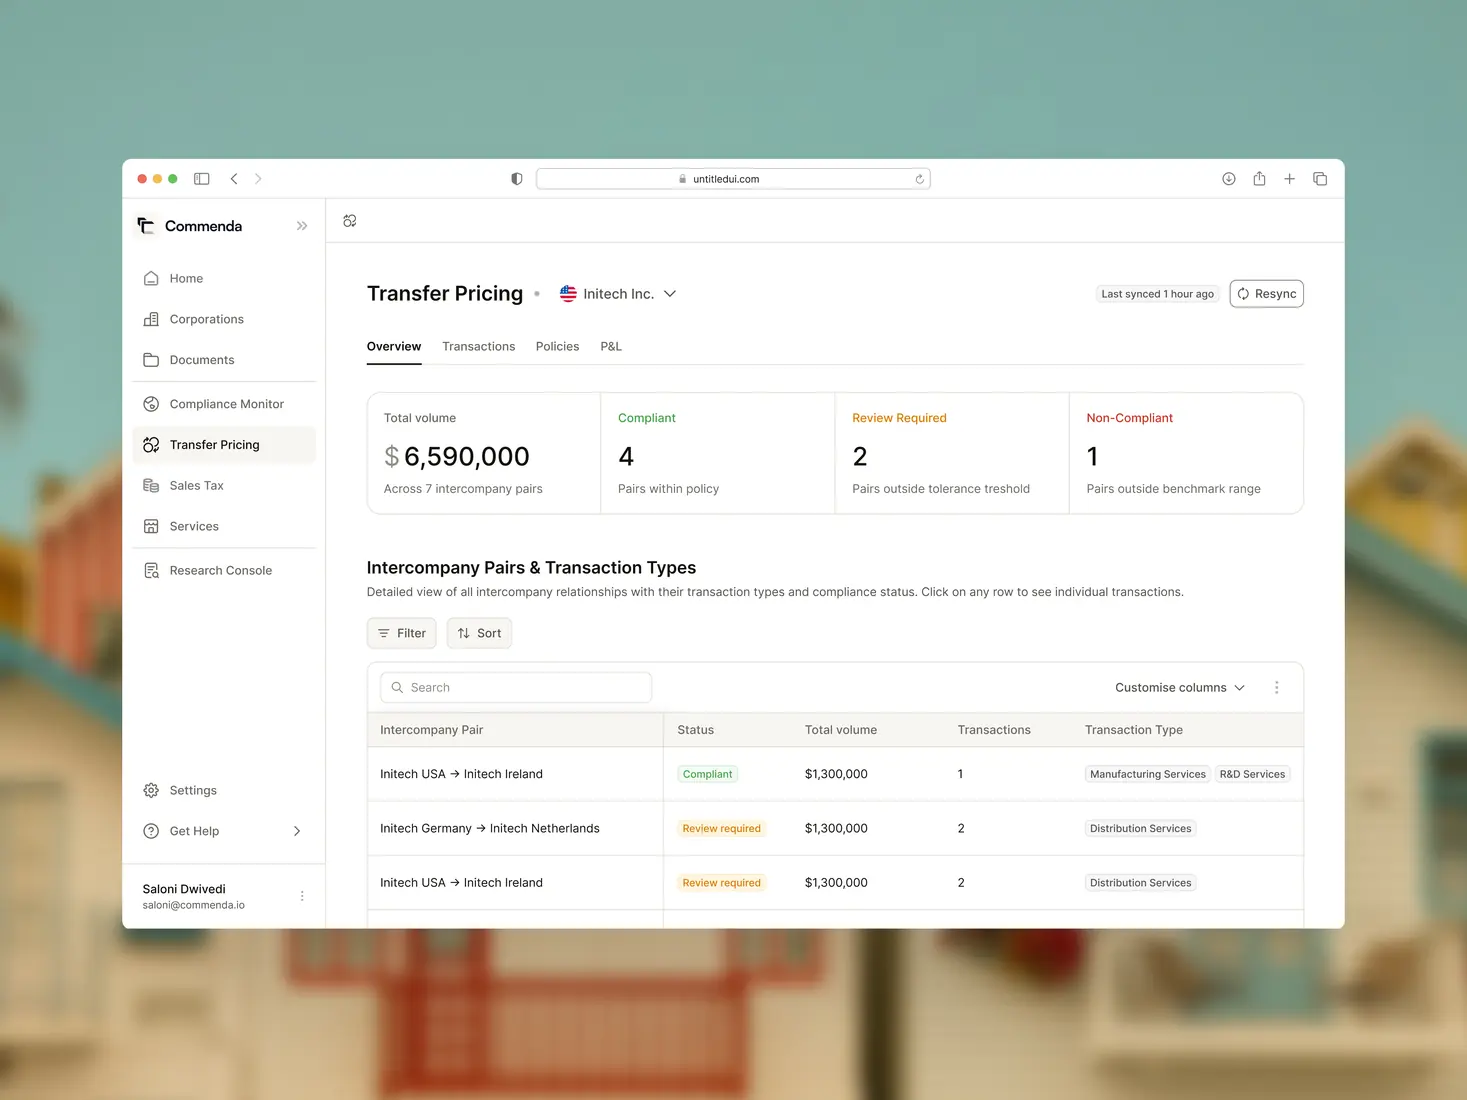 untitledui.com
Commenda
Home
Corporations
Documents
Compliance Monitor
Transfer Pricing
Sales Tax
Services
Research Console
Settings
Get Help
Saloni Dwivedi
saloni@commenda.io
Transfer Pricing • Initech Inc.
Last synced 1 hour ago
Resync
Overview Transactions Policies P&L
Total volume
$ 6,590,000
Across 7 intercompany pairs
Compliant
4
Pairs within policy
Review Required
2
Pairs outside tolerance treshold
Non-Compliant
1
Pairs outside benchmark range
Intercompany Pairs & Transaction Types
Detailed view of all intercompany relationships with their transaction types and compliance status. Click on any row to see individual transactions.
Filter Sort
Search
Customise columns
Intercompany Pair Status Total volume Transactions Transaction Type
Initech USA → Initech Ireland Compliant $1,300,000 1 Manufacturing Services R&D Services
Initech Germany → Initech Netherlands Review required $1,300,000 2 Distribution Services
Initech USA → Initech Ireland Review required $1,300,000 2 Distribution Services